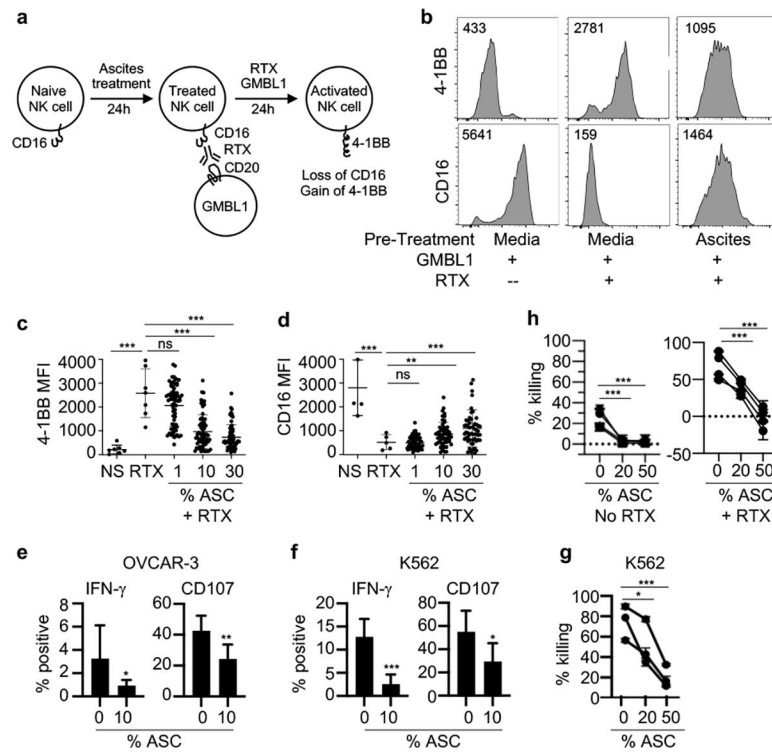 a
Naive
NK cell
CD16
Ascites
treatment
24h
Treated
NK cell
CD16
RTX
CD20
GMBL1
RTX
GMBL1
24h
Activated
NK cell
4-1BB
Loss of CD16
Gain of 4-1BB
b
4-1BB
433
2781
1095
CD16
5641
159
1464
Pre-Treatment Media Media Ascites
GMBL1 + + +
RTX -- + +
c
4-1BB MFI
5000
4000
3000
2000
1000
0
***
***
***
ns
NS RTX 1 10 30
% ASC
+ RTX
d
CD16 MFI
5000
4000
3000
2000
1000
0
***
***
**
ns
NS RTX 1 10 30
% ASC
+ RTX
h
% killing
100
80
60
40
20
0
***
***
0 20 50
% ASC
No RTX
100
50
0
-50
***
***
0 20 50
% ASC
+ RTX
e
OVCAR-3
IFN-γ
CD107
% positive
8
6
4
2
0
*
0 10
60
40
20
0
**
0 10
% ASC
f
K562
IFN-γ
CD107
20
15
10
5
0
***
0 10
80
60
40
20
0
*
0 10
% ASC
g
K562
% killing
100
80
60
40
20
0
***
*
0 20 50
% ASC